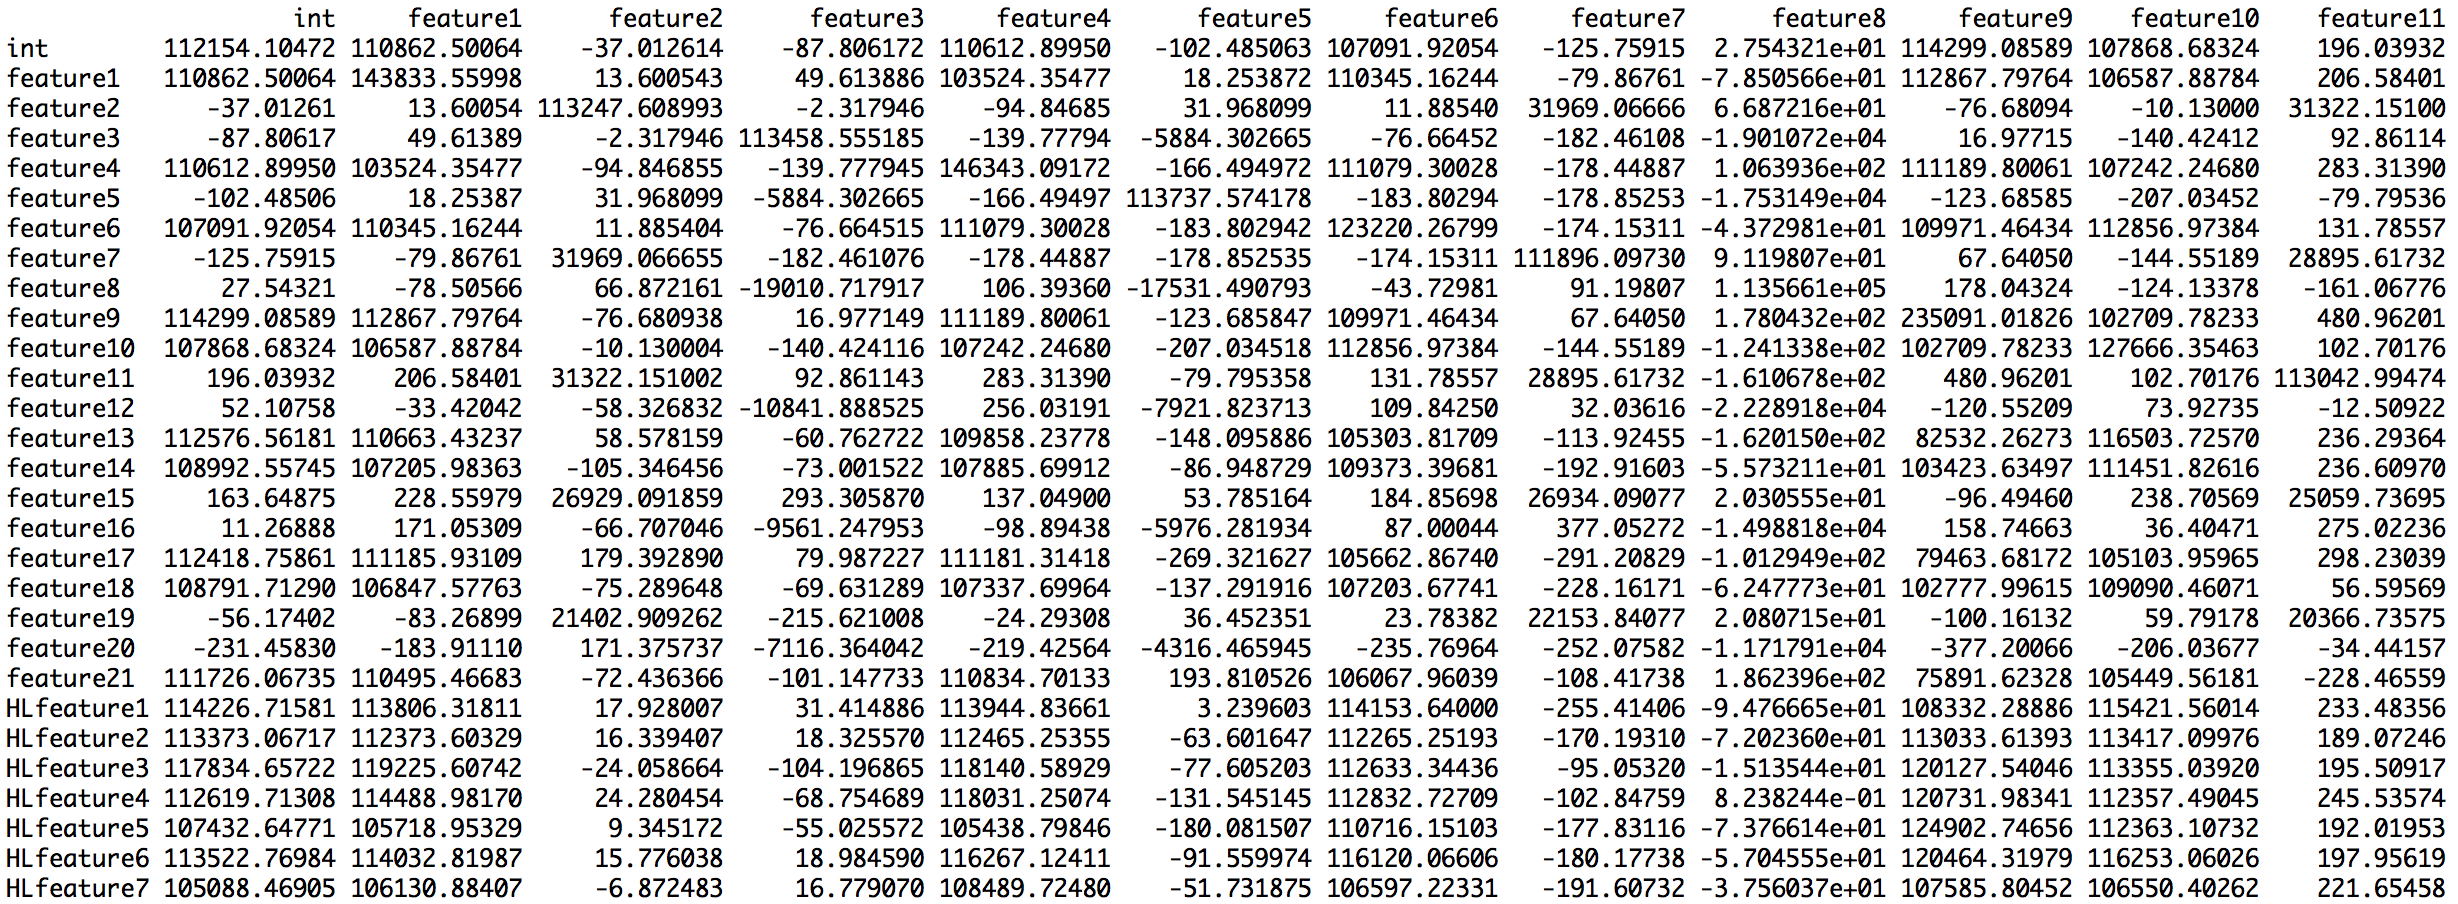 int feature1 feature2 feature3 feature4 feature5 feature6 feature7 feature8 feature9 feature10 feature11
int 112154.10472 110862.50064 -37.012614 -87.806172 110612.89950 -102.485063 107091.92054 -125.75915 2.754321e+01 114299.08589 107868.68324 196.03932
feature1 110862.50064 143833.55998 13.600543 49.613886 103524.35477 18.253872 110345.16244 -79.86761 -7.850566e+01 112867.79764 106587.88784 206.58401
feature2 -37.01261 13.60054 113247.608993 -2.317946 -94.84685 31.968099 11.88540 31969.06666 6.687216e+01 -76.68094 -10.13000 31322.15100
feature3 -87.80617 49.61389 -2.317946 113458.555185 -139.77794 -5884.302665 -76.66452 -182.46108 -1.901072e+04 16.97715 -140.42412 92.86114
feature4 110612.89950 103524.35477 -94.846855 -139.777945 146343.09172 -166.494972 111079.30028 -178.44887 1.063936e+02 111189.80061 107242.24680 283.31390
feature5 -102.48506 18.25387 31.968099 -5884.302665 -166.49497 113737.574178 -183.80294 -178.85253 -1.753149e+04 -123.68585 -207.03452 -79.79536
feature6 107091.92054 110345.16244 11.885404 -76.664515 111079.30028 -183.802942 123220.26799 -174.15311 -4.372981e+01 109971.46434 112856.97384 131.78557
feature7 -125.75915 -79.86761 31969.066655 -182.461076 -178.44887 -178.852535 -174.15311 111896.09730 9.119807e+01 67.64050 -144.55189 28895.61732
feature8 27.54321 -78.50566 66.872161 -19010.717917 106.39360 -17531.490793 -43.72981 91.19807 1.135661e+05 178.04324 -124.13378 -161.06776
feature9 114299.08589 112867.79764 -76.680938 16.977149 111189.80061 -123.685847 109971.46434 67.64050 1.780432e+02 235091.01826 102709.78233 480.96201
feature10 107868.68324 106587.88784 -10.130004 -140.424116 107242.24680 -207.034518 112856.97384 -144.55189 -1.241338e+02 102709.78233 127666.35463 102.70176
feature11 196.03932 206.58401 31322.151002 92.861143 283.31390 -79.795358 131.78557 28895.61732 -1.610678e+02 480.96201 102.70176 113042.99474
feature12 52.10758 -33.42042 -58.326832 -10841.888525 256.03191 -7921.823713 109.84250 32.03616 -2.228918e+04 -120.55209 73.92735 -12.50922
feature13 112576.56181 110663.43237 58.578159 -60.762722 109858.23778 -148.095886 105303.81709 -113.92455 -1.620150e+02 82532.26273 116503.72570 236.29364
feature14 108992.55745 107205.98363 -105.346456 -73.001522 107885.69912 -86.948729 109373.39681 -192.91603 -5.573211e+01 103423.63497 111451.82616 236.60970
feature15 163.64875 228.55979 26929.091859 293.305870 137.04900 53.785164 184.85698 26934.09077 2.030555e+01 -96.49460 238.70569 25059.73695
feature16 11.26888 171.05309 -66.707046 -9561.247953 -98.89438 -5976.281934 87.00044 377.05272 -1.498818e+04 158.74663 36.40471 275.02236
feature17 112418.75861 111185.93109 179.392890 79.987227 111181.31418 -269.321627 105662.86740 -291.20829 -1.012949e+02 79463.68172 105103.95965 298.23039
feature18 108791.71290 106847.57763 -75.289648 -69.631289 107337.69964 -137.291916 107203.67741 -228.16171 -6.247773e+01 102777.99615 109090.46071 56.59569
feature19 -56.17402 -83.26899 21402.909262 -215.621008 -24.29308 36.452351 23.78382 22153.84077 2.080715e+01 -100.16132 59.79178 20366.73575
feature20 -231.45830 -183.91110 171.375737 -7116.364042 -219.42564 -4316.465945 -235.76964 -252.07582 -1.171791e+04 -377.20066 -206.03677 -34.44157
feature21 111726.06735 110495.46683 -72.436366 -101.147733 110834.70133 193.810526 106067.96039 -108.41738 1.862396e+02 75891.62328 105449.56181 -228.46559
HLfeature1 114226.71581 113806.31811 17.928007 31.414886 113944.83661 3.239603 114153.64000 -255.41406 -9.476665e+01 108332.28886 115421.56014 233.48356
HLfeature2 113373.06717 112373.60329 16.339407 18.325570 112465.25355 -63.601647 112265.25193 -170.19310 -7.202360e+01 113033.61393 113417.09976 189.07246
HLfeature3 117834.65722 119225.60742 -24.058664 -104.196865 118140.58929 -77.605203 112633.34436 -95.05320 -1.513544e+01 120127.54046 113355.03920 195.50917
HLfeature4 112619.71308 114488.98170 24.280454 -68.754689 118031.25074 -131.545145 112832.72709 -102.84759 8.238244e-01 120731.98341 112357.49045 245.53574
HLfeature5 107432.64771 105718.95329 9.345172 -55.025572 105438.79846 -180.081507 110716.15103 -177.83116 -7.376614e+01 124902.74656 112363.10732 192.01953
HLfeature6 113522.76984 114032.81987 15.776038 18.984590 116267.12411 -91.559974 116120.06606 -180.17738 -5.704555e+01 120464.31979 116253.06026 197.95619
HLfeature7 105088.46905 106130.88407 -6.872483 16.779070 108489.72480 -51.731875 106597.22331 -191.60732 -3.756037e+01 107585.80452 106550.40262 221.65458